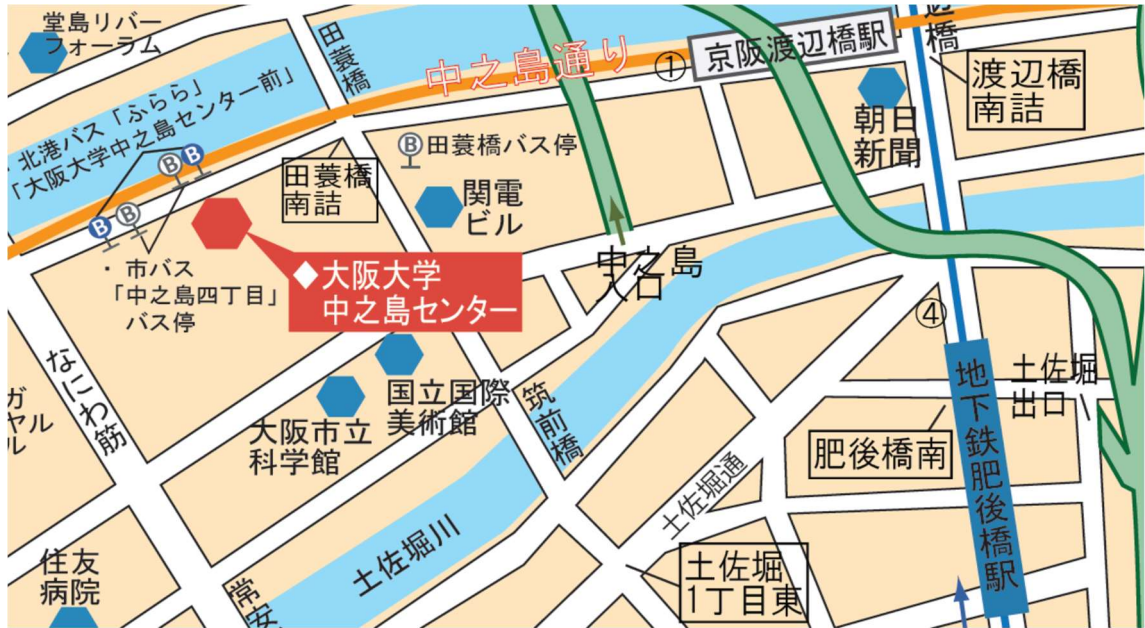 堂島リバー
フォーラム
田蓑橋
中之島通り
①
京阪渡辺橋駅
渡辺橋
南詰
朝日
新聞
・北港バス「ふらら」
「大阪大学中之島センター前」
B
B
B
B
B
田蓑橋バス停
田蓑橋
南詰
関電
ビル
◆大阪大学
中之島センター
・市バス
「中之島四丁目」
バス停
中之島
入口
④
なにわ筋
国立国際
美術館
大阪市立
科学館
筑前橋
地下鉄肥後橋駅
土佐堀
出口
肥後橋南
土佐堀通
土佐堀川
土佐堀
1丁目東
住友
病院
常安